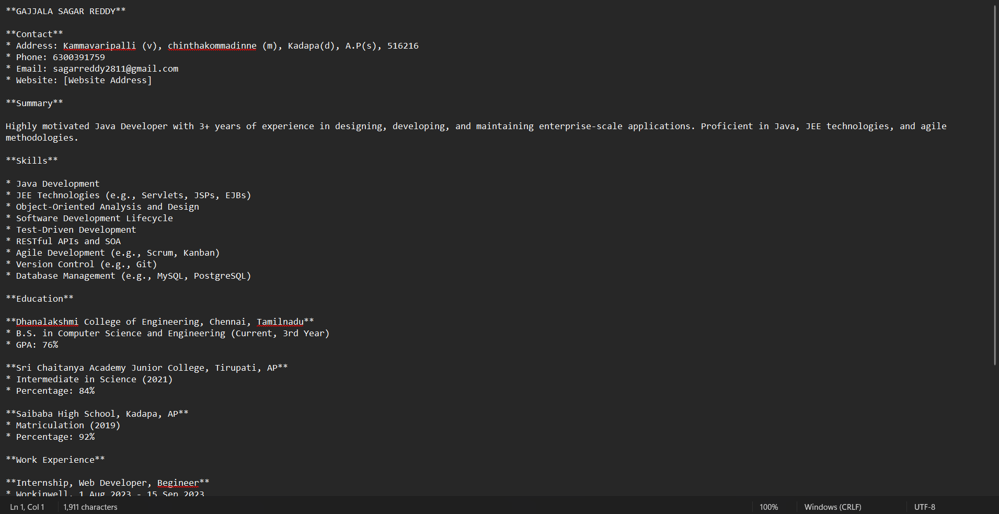 **GAJJALA SAGAR REDDY**
**Contact**
* Address: Kammavaripalli (v), chinthakommadinne (m), Kadapa(d), A.P(s), 516216
* Phone: 6300391759
* Email: sagarreddy2811@gmail.com
* Website: [Website Address]
**Summary**
Highly motivated Java Developer with 3+ years of experience in designing, developing, and maintaining enterprise-scale applications. Proficient in Java, JEE technologies, and agile
methodologies.
**Skills**
* Java Development
* JEE Technologies (e.g., Servlets, JSPs, EJBs)
* Object-Oriented Analysis and Design
* Software Development Lifecycle
* Test-Driven Development
* RESTful APIs and SOA
* Agile Development (e.g., Scrum, Kanban)
* Version Control (e.g., Git)
* Database Management (e.g., MySQL, PostgreSQL)
**Education**
**Dhanalakshmi College of Engineering, Chennai, Tamilnadu**
* B.S. in Computer Science and Engineering (Current, 3rd Year)
* GPA: 76%
**Sri Chaitanya Academy Junior College, Tirupati, AP**
* Intermediate in Science (2021)
* Percentage: 84%
**Saibaba High School, Kadapa, AP**
* Matriculation (2019)
* Percentage: 92%
**Work Experience**
**Internship, Web Developer, Begineer**
* Workinwell, 1 Aug 2023 - 15 Sep 2023
Ln 1, Col 1 1,911 characters 100% Windows (CRLF) UTF-8